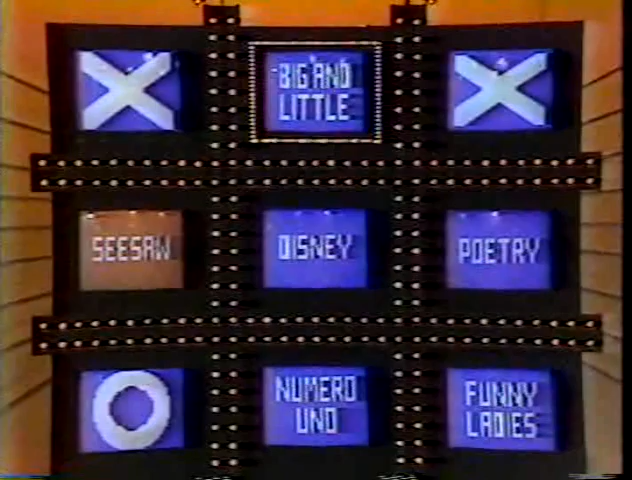 X
BIG AND
LITTLE
X
SEESAW
DISNEY
POETRY
O
NUMERO
UNO
FUNNY
LADIES